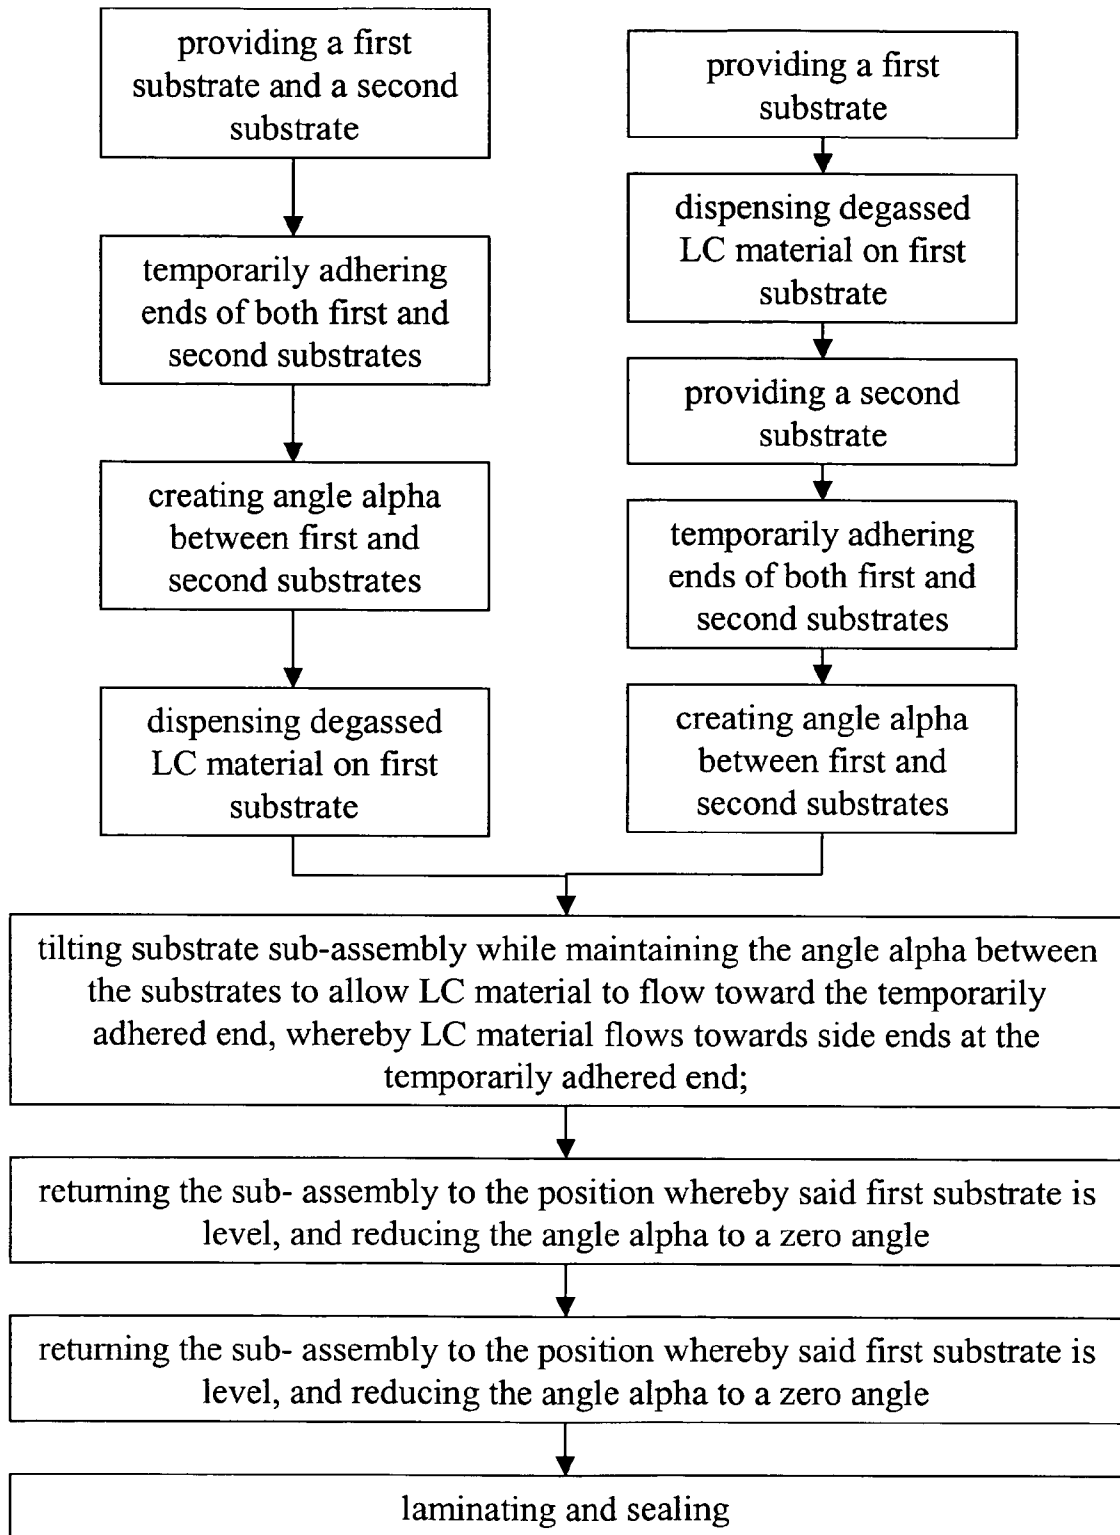 providing a first
substrate and a second
substrate
temporarily adhering
ends of both first and
second substrates
creating angle alpha
between first and
second substrates
dispensing degassed
LC material on first
substrate
providing a first
substrate
dispensing degassed
LC material on first
substrate
providing a second
substrate
temporarily adhering
ends of both first and
second substrates
creating angle alpha
between first and
second substrates
tilting substrate sub-assembly while maintaining the angle alpha between
the substrates to allow LC material to flow toward the temporarily
adhered end, whereby LC material flows towards side ends at the
temporarily adhered end;
returning the sub- assembly to the position whereby said first substrate is
level, and reducing the angle alpha to a zero angle
returning the sub- assembly to the position whereby said first substrate is
level, and reducing the angle alpha to a zero angle
laminating and sealing